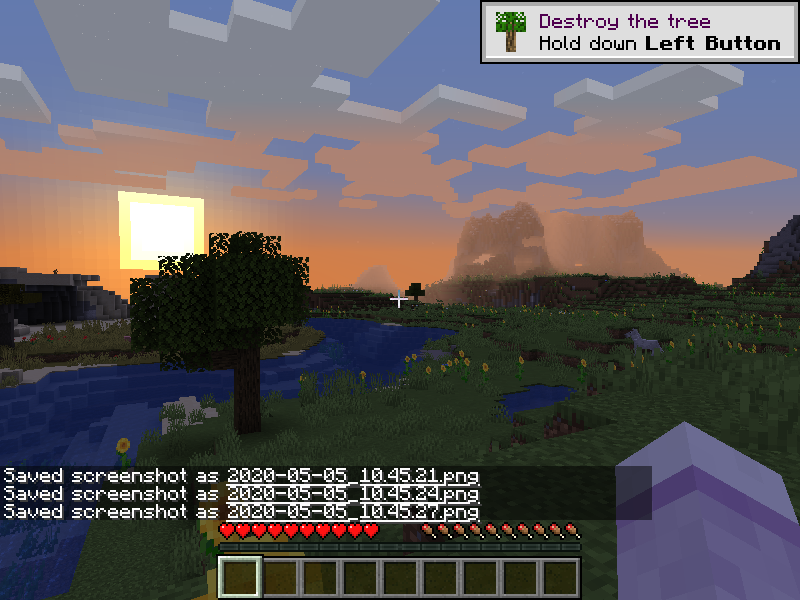 Destroy the tree
Hold down Left Button
Saved screenshot as 2020-05-05_10.45.21.png
Saved screenshot as 2020-05-05_10.45.24.png
Saved screenshot as 2020-05-05_10.45.27.png